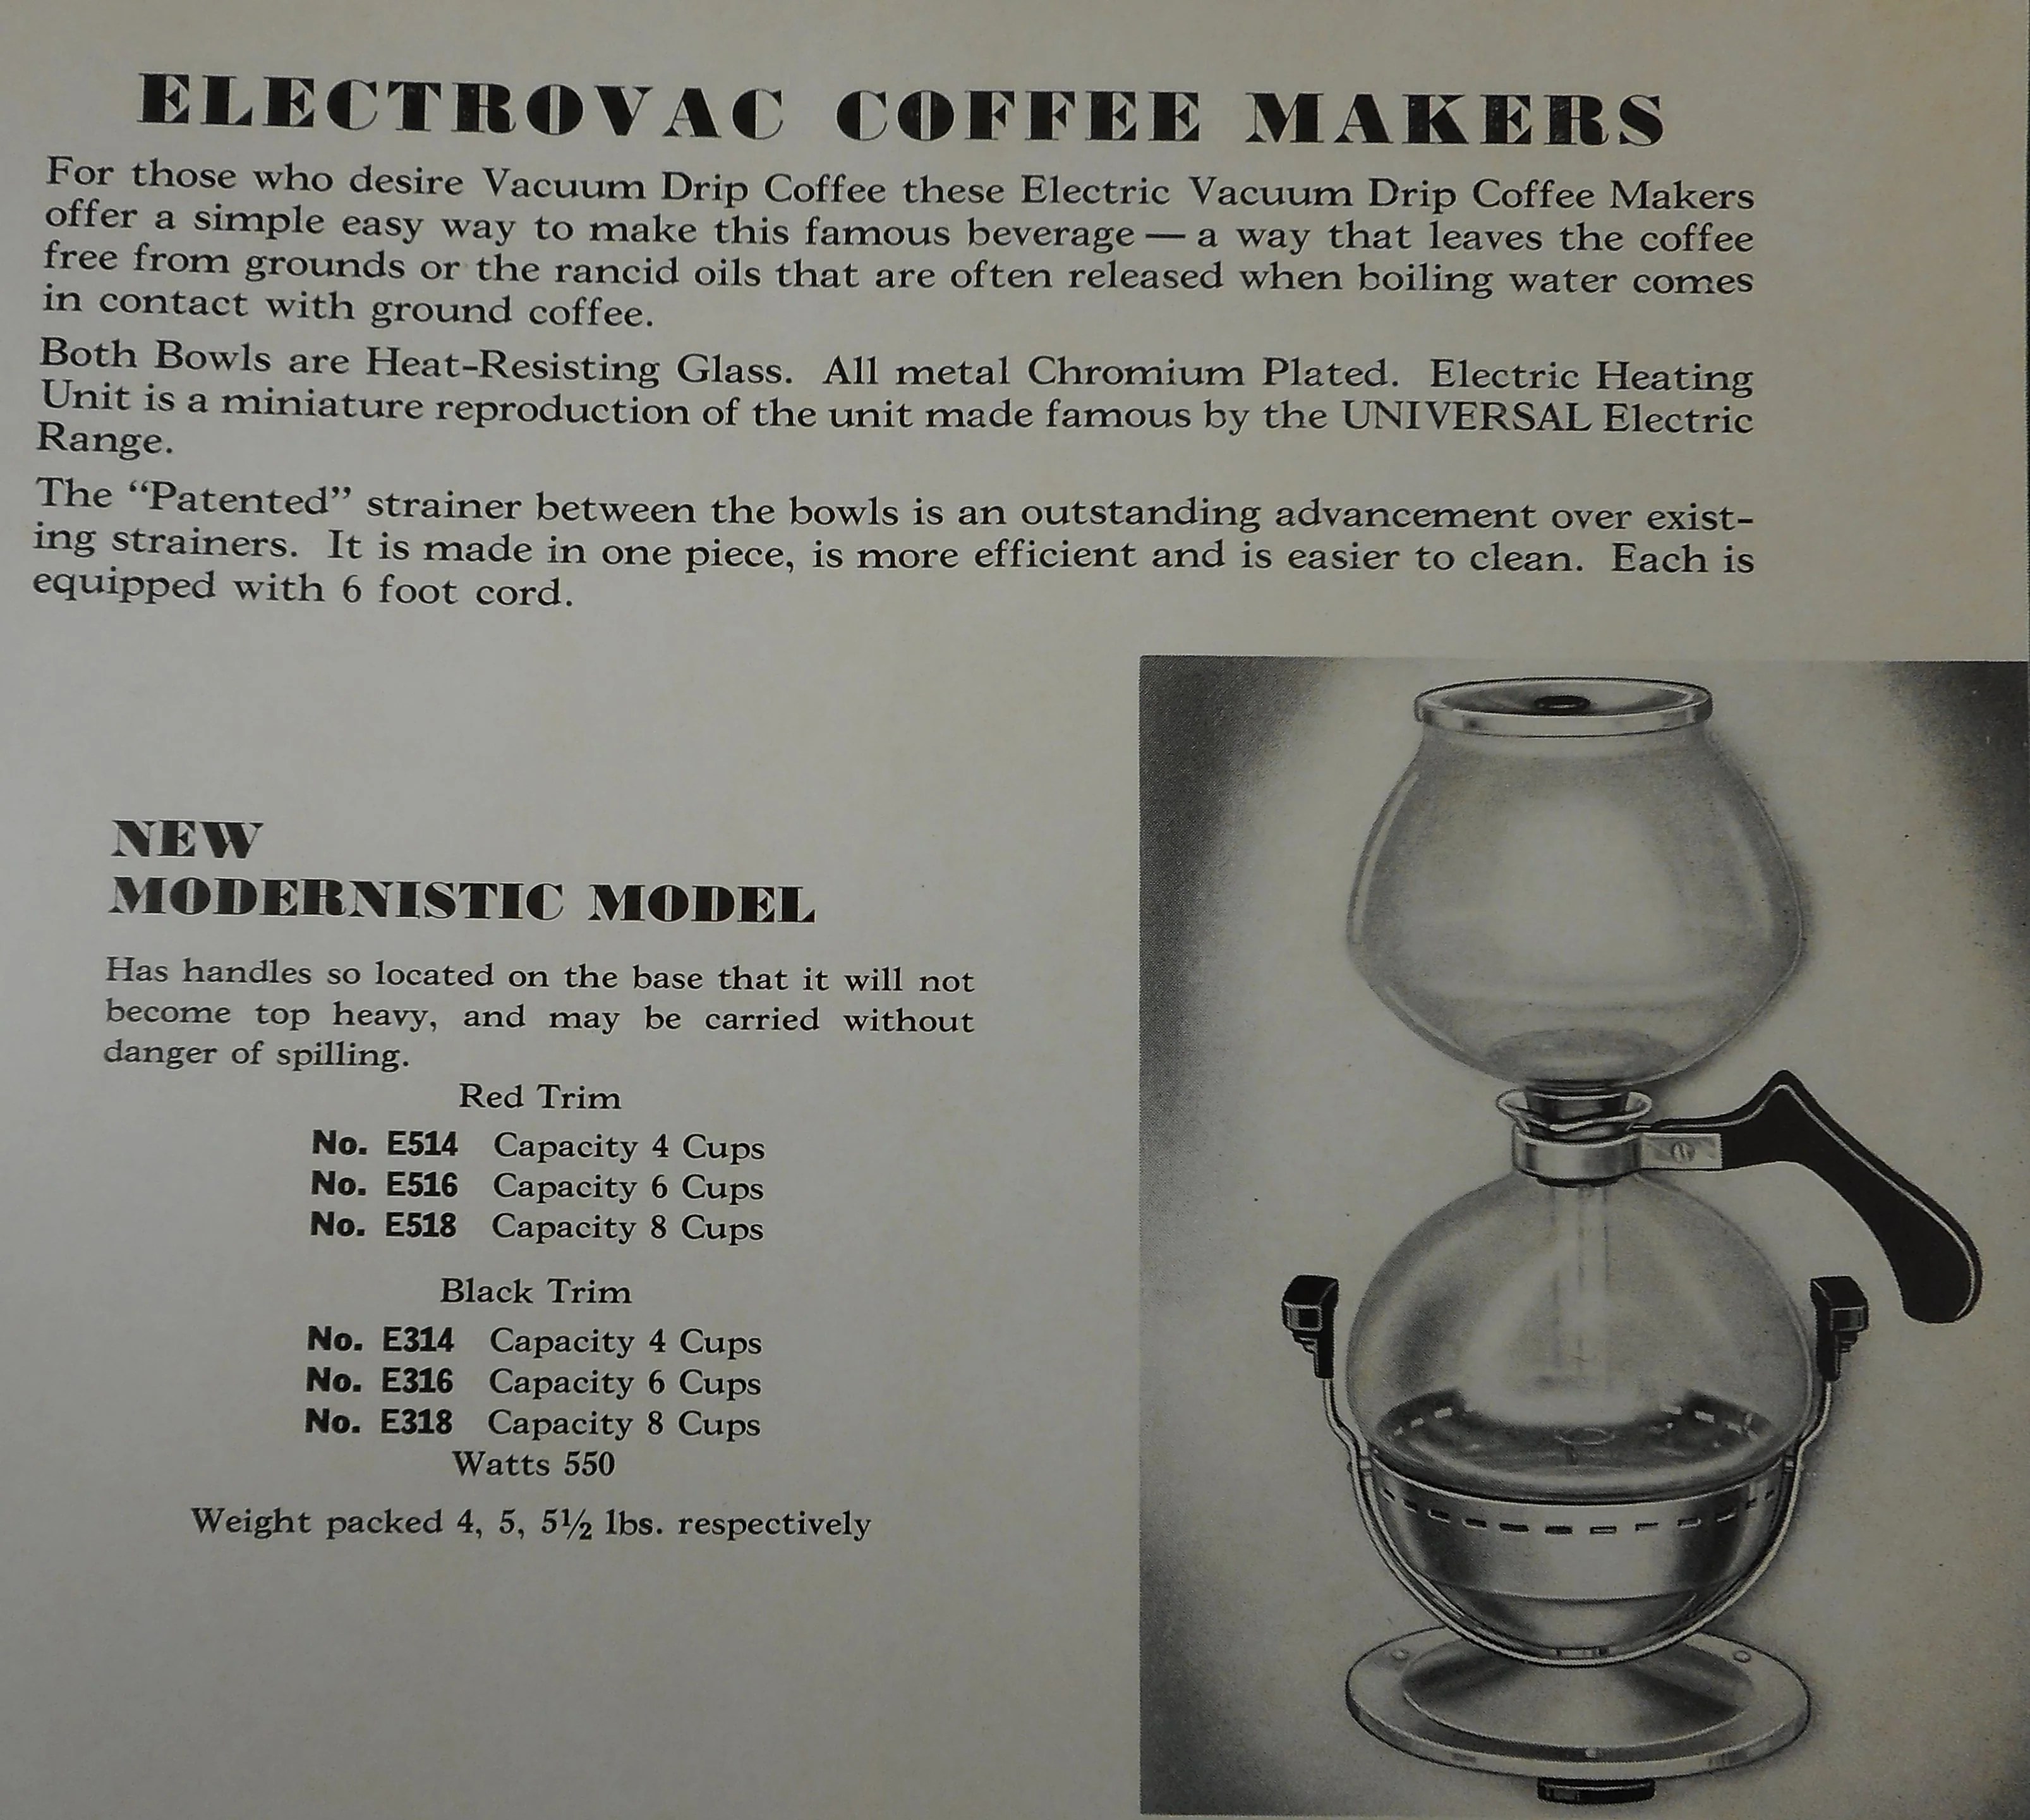 ELECTROVAC COFFEE MAKERS
For those who desire Vacuum Drip Coffee these Electric Vacuum Drip Coffee Makers
offer a simple easy way to make this famous beverage — a way that leaves the coffee
free from grounds or the rancid oils that are often released when boiling water comes
in contact with ground coffee.
Both Bowls are Heat-Resisting Glass. All metal Chromium Plated. Electric Heating
Unit is a miniature reproduction of the unit made famous by the UNIVERSAL Electric
Range.
The “Patented” strainer between the bowls is an outstanding advancement over exist-
ing strainers. It is made in one piece, is more efficient and is easier to clean. Each is
equipped with 6 foot cord.
NEW
MODERNISTIC MODEL
Has handles so located on the base that it will not
become top heavy, and may be carried without
danger of spilling.
Red Trim
No. E514 Capacity 4 Cups
No. E516 Capacity 6 Cups
No. E518 Capacity 8 Cups
Black Trim
No. E314 Capacity 4 Cups
No. E316 Capacity 6 Cups
No. E318 Capacity 8 Cups
Watts 550
Weight packed 4, 5, 5½ lbs. respectively